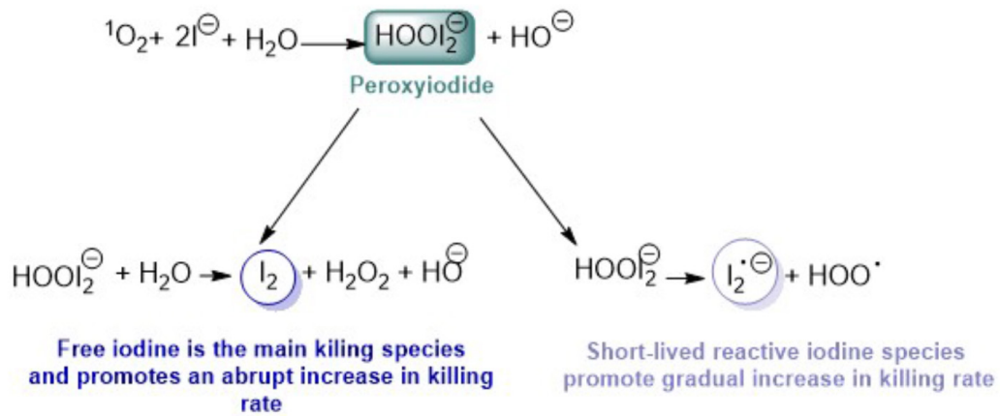 ¹O₂+ 2I⊖ + H₂O → HOOI₂⊖ + HO⊖
Peroxyiodide
HOOI₂⊖ + H₂O → I₂ + H₂O₂ + HO⊖
HOOI₂⊖ → I₂•⊖ + HOO•
Free iodine is the main kiling species
and promotes an abrupt increase in killing
rate
Short-lived reactive iodine species
promote gradual increase in killing rate